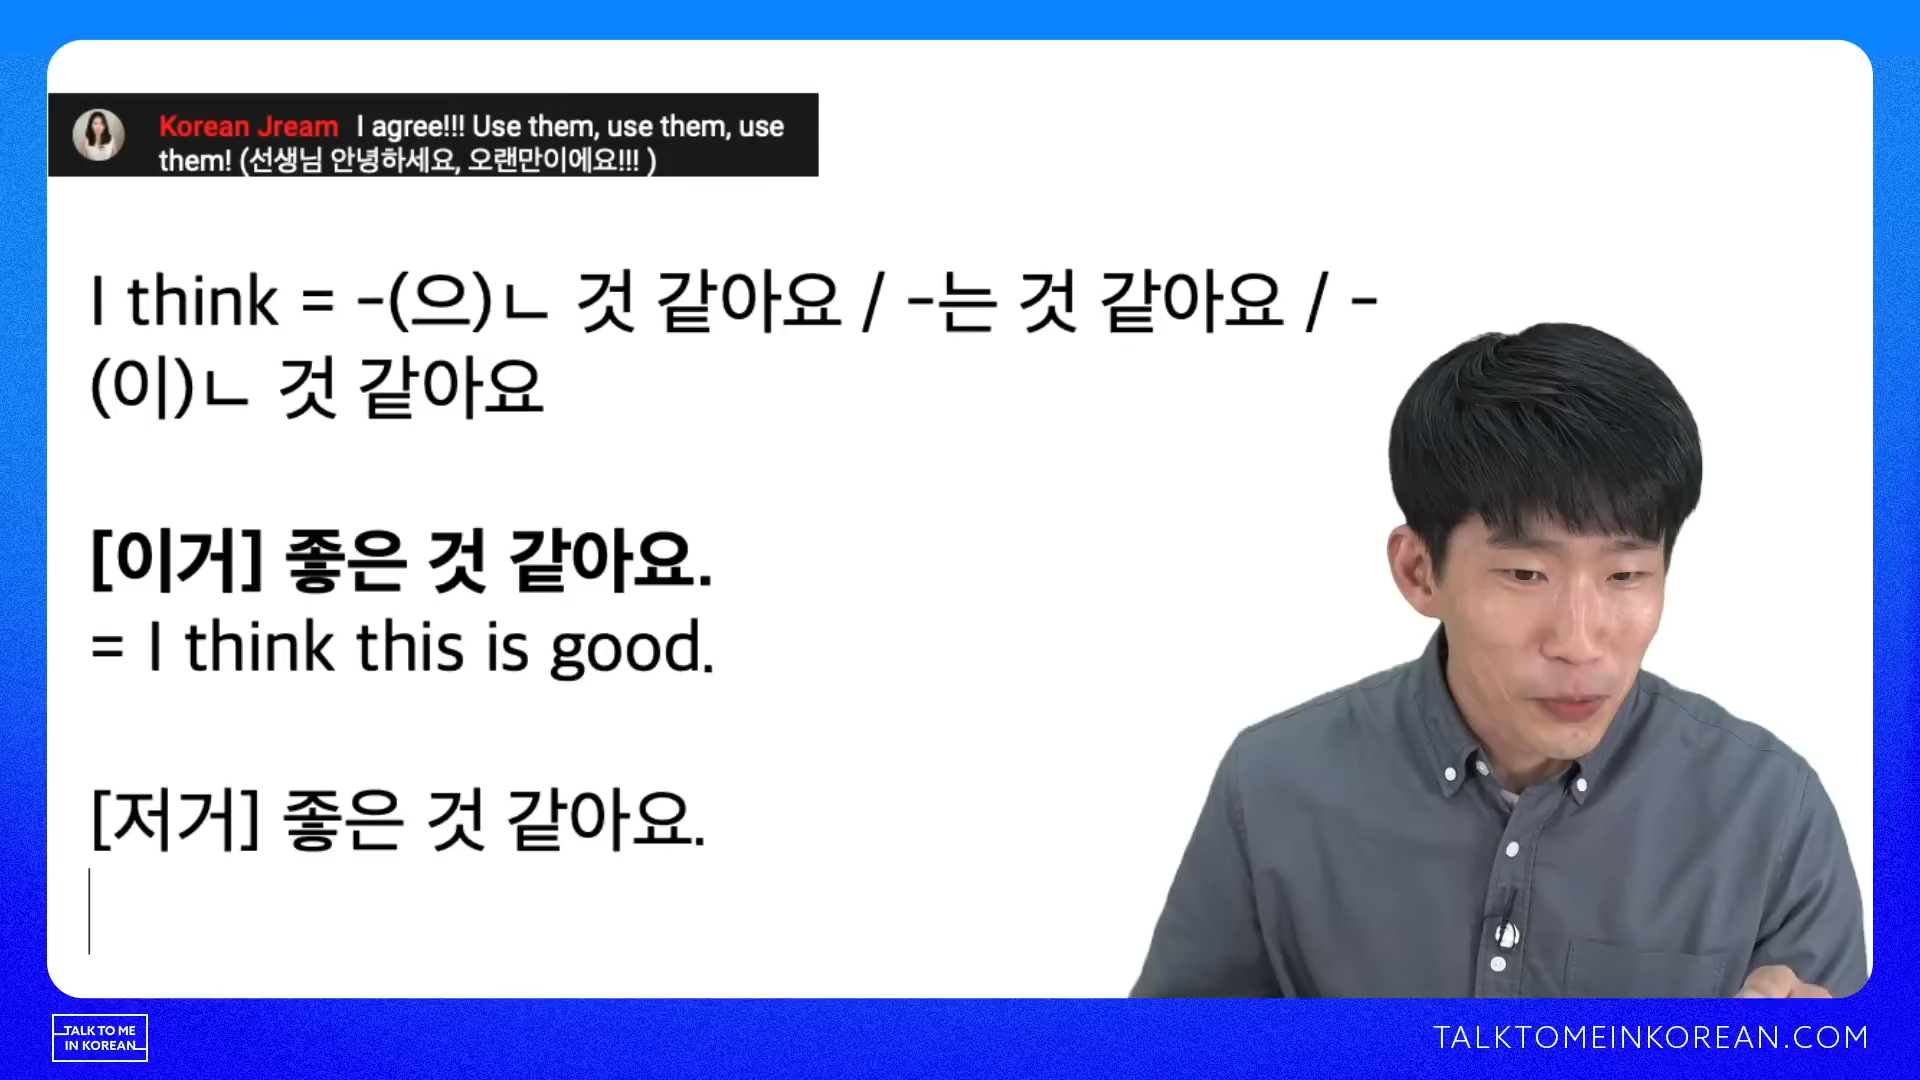 Korean Jream I agree!!! Use them, use them, use
them! (선생님 안녕하세요, 오랜만이에요!!! )
I think = -(으)ㄴ 것 같아요 / -는 것 같아요 / -
(이)ㄴ 것 같아요
[이거] 좋은 것 같아요.
= I think this is good.
[저거] 좋은 것 같아요.
TALK TO ME
IN KOREAN
TALKTOMEINKOREAN.COM